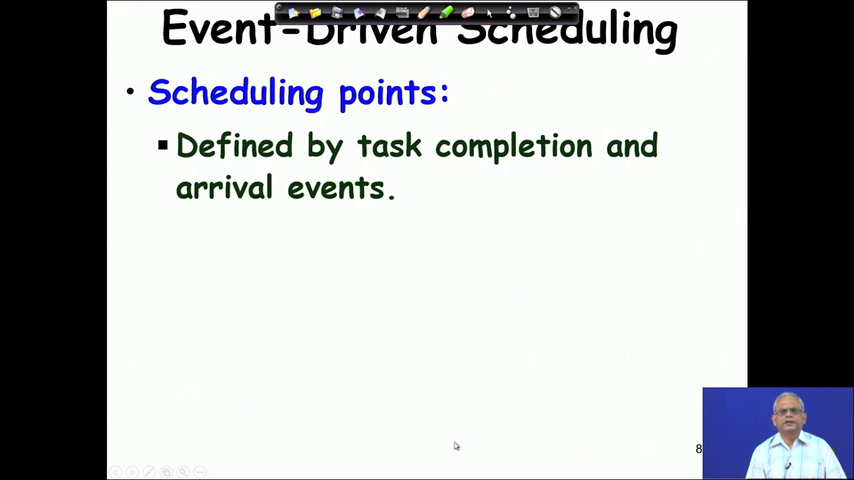 Event-Driven Scheduling
• Scheduling points:
▪ Defined by task completion and
arrival events.
8